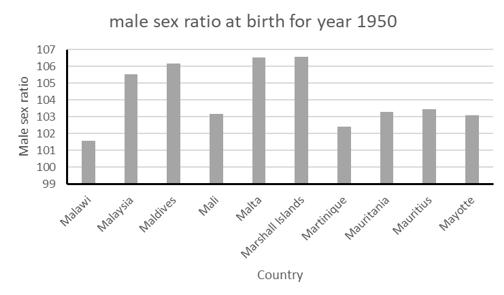 male sex ratio at birth for year 1950
Male sex ratio
107
106
105
104
103
102
101
100
99
Malawi
Malaysia
Maldives
Mali
Malta
Marshall Islands
Martinique
Mauritania
Mauritius
Mayotte
Country